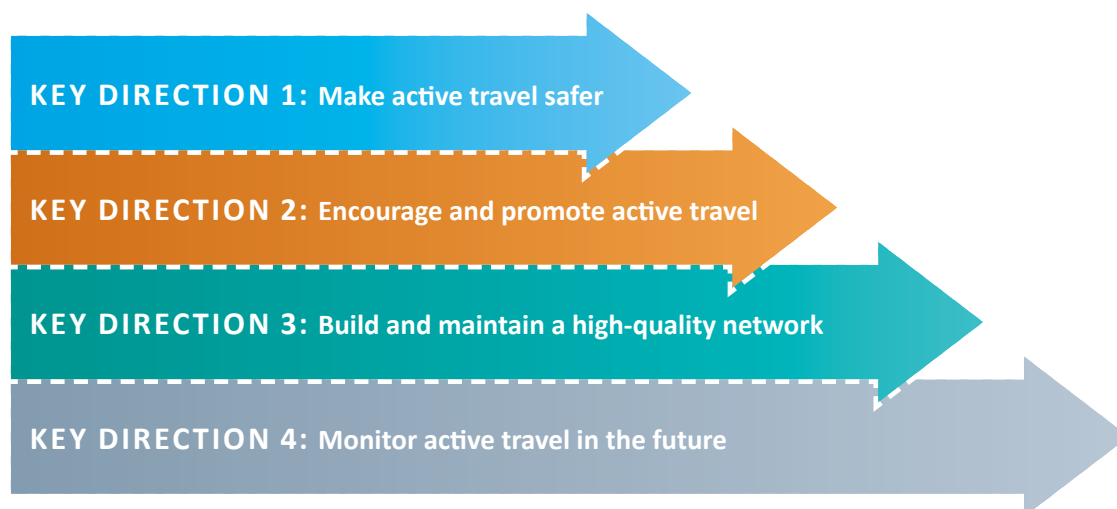 KEY DIRECTION 1: Make active travel safer
KEY DIRECTION 2: Encourage and promote active travel
KEY DIRECTION 3: Build and maintain a high-quality network
KEY DIRECTION 4: Monitor active travel in the future